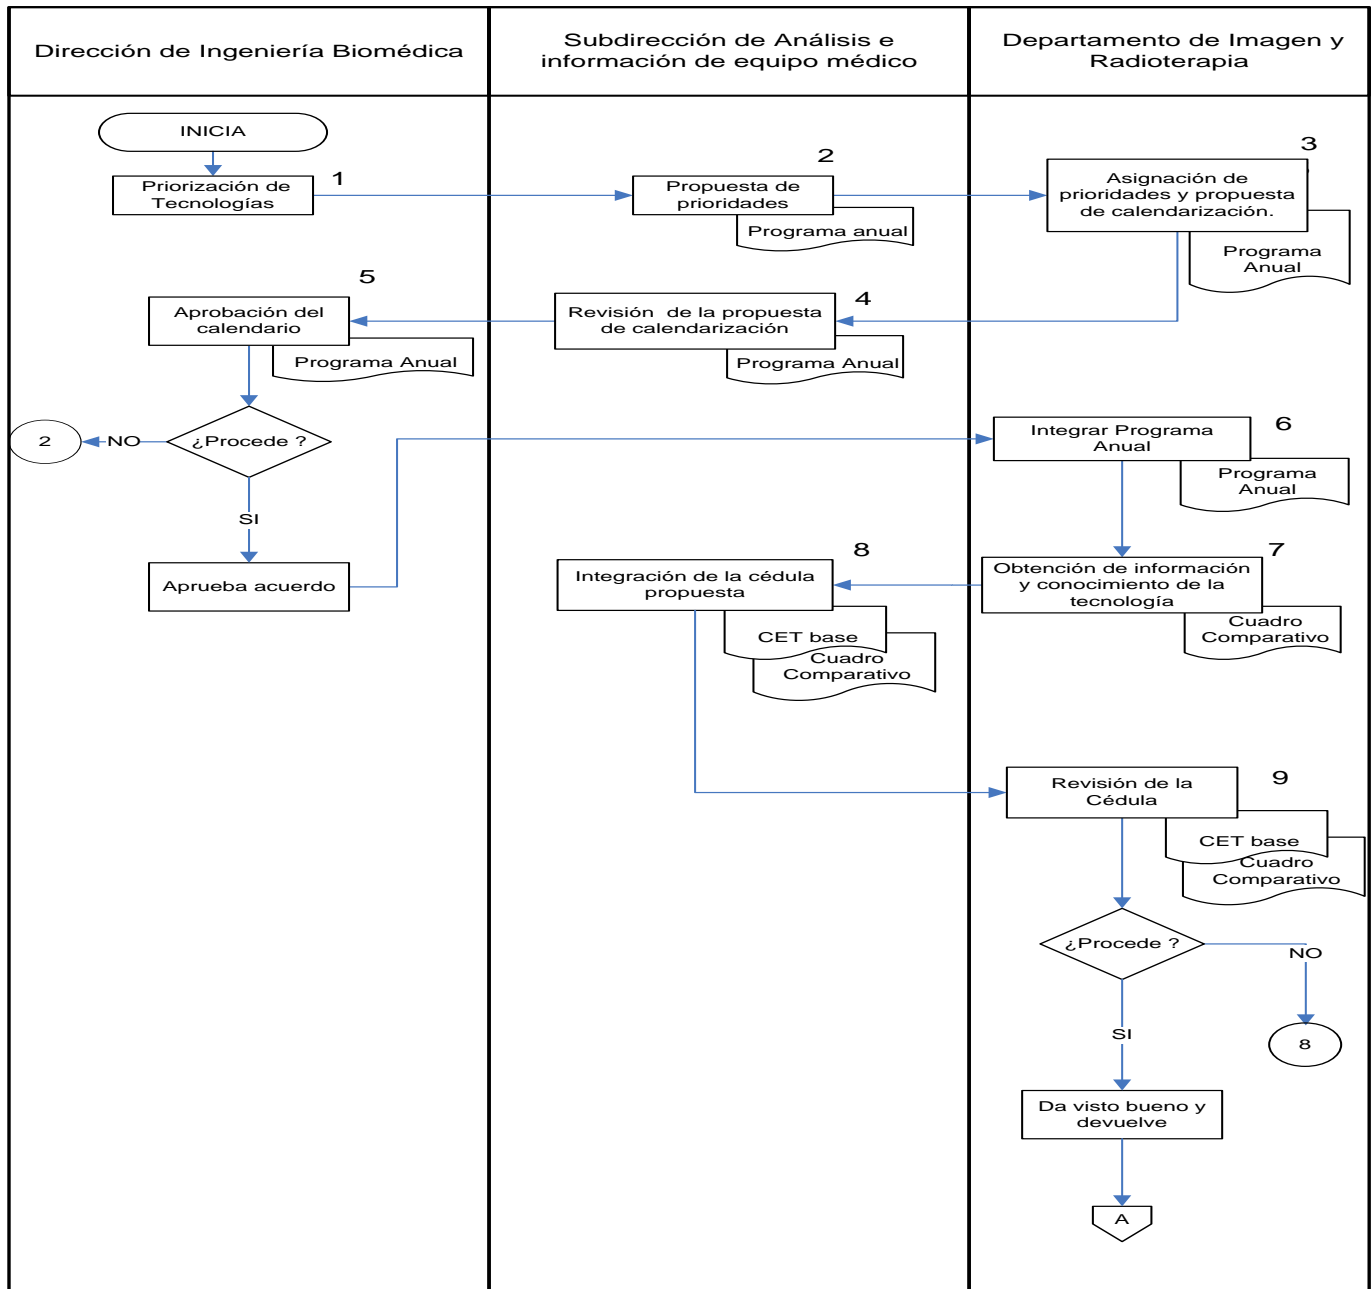 Dirección de Ingeniería Biomédica
Subdirección de Análisis e
información de equipo médico
Departamento de Imagen y
Radioterapia
INICIA
1
Priorización de
Tecnologías
2
Propuesta de
prioridades
Programa anual
3
Asignación de
prioridades y propuesta
de calendarización.
Programa
Anual
4
Revisión de la propuesta
de calendarización
Programa Anual
5
Aprobación del
calendario
Programa Anual
¿Procede ?
NO
2
SI
Aprueba acuerdo
6
Integrar Programa
Anual
Programa
Anual
7
Obtención de información
y conocimiento de la
tecnología
Cuadro
Comparativo
8
Integración de la cédula
propuesta
CET base
Cuadro
Comparativo
9
Revisión de la
Cédula
CET base
Cuadro
Comparativo
¿Procede ?
NO
8
SI
Da visto bueno y
devuelve
A